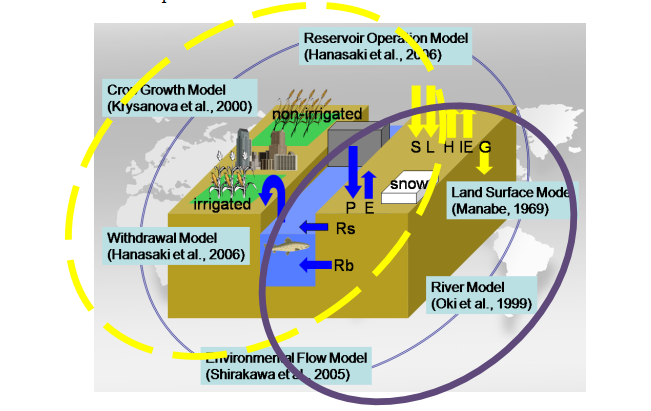 Reservoir Operation Model
(Hanasaki et al., 2006)
Crop Growth Model
(Krysanova et al., 2000)
non-irrigated
S L H lE G
snow
Land Surface Model
(Manabe, 1969)
irrigated
P E
Rs
Withdrawal Model
(Hanasaki et al., 2006)
Rb
River Model
(Oki et al., 1999)
Environmental Flow Model
(Shirakawa et al., 2005)